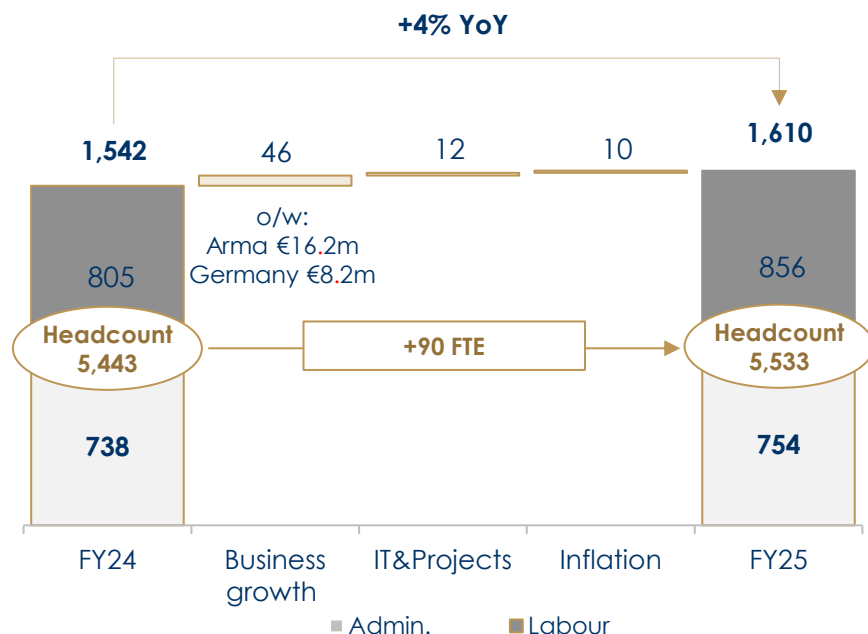 +4% YoY
1,542
46
12
10
1,610
o/w:
Arma €16.2m
Germany €8.2m
805
856
Headcount
5,443
+90 FTE
Headcount
5,533
738
754
FY24
Business
growth
IT&Projects
Inflation
FY25
Admin.
Labour